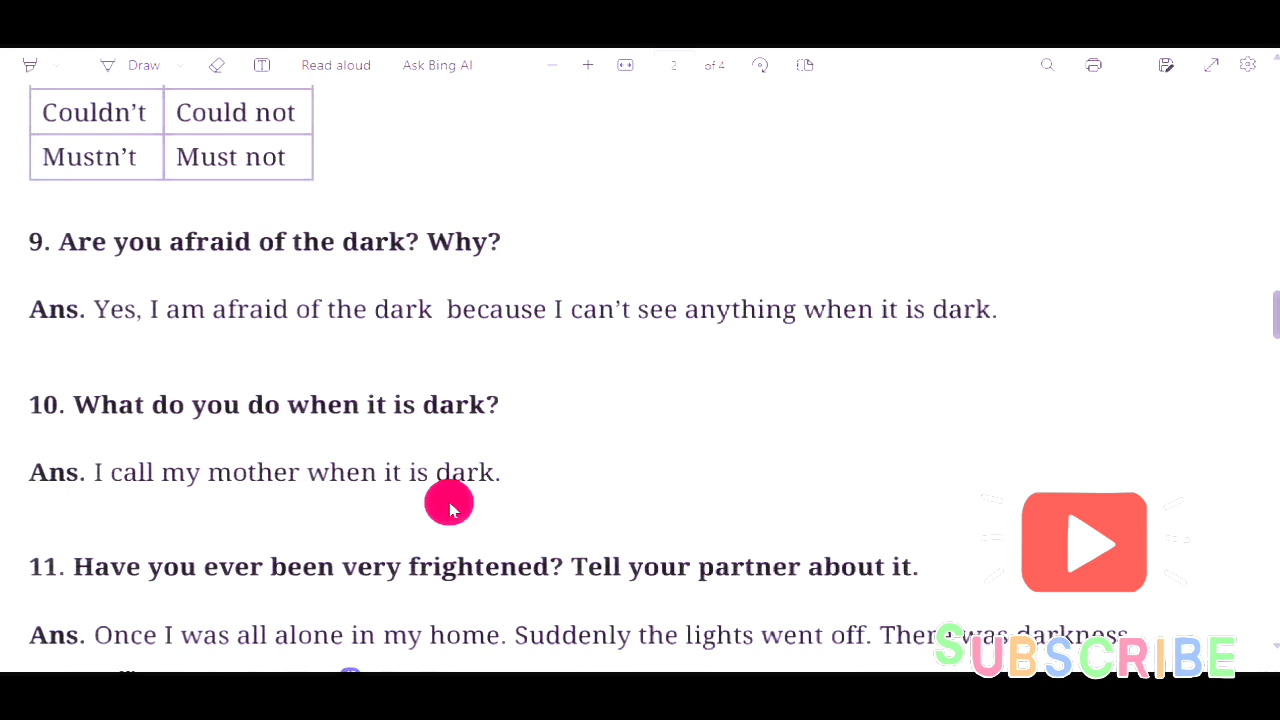 Draw Read aloud Ask Bing AI 2 of 4
Couldn't Could not
Mustn't Must not
9. Are you afraid of the dark? Why?
Ans. Yes, I am afraid of the dark because I can't see anything when it is dark.
10. What do you do when it is dark?
Ans. I call my mother when it is dark.
11. Have you ever been very frightened? Tell your partner about it.
Ans. Once I was all alone in my home. Suddenly the lights went off. There was darkness
SUBSCRIBE